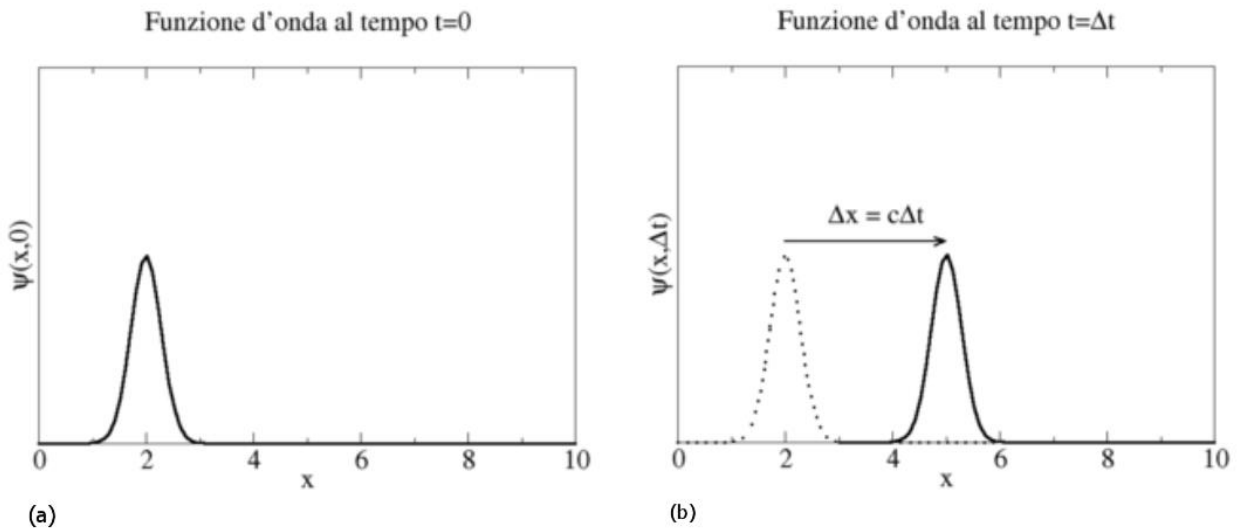 Funzione d'onda al tempo t=0
ψ(x,0)
0 2 4 6 8 10
x
(a)
Funzione d'onda al tempo t=Δt
Δx = cΔt
ψ(x,Δt)
0 2 4 6 8 10
x
(b)